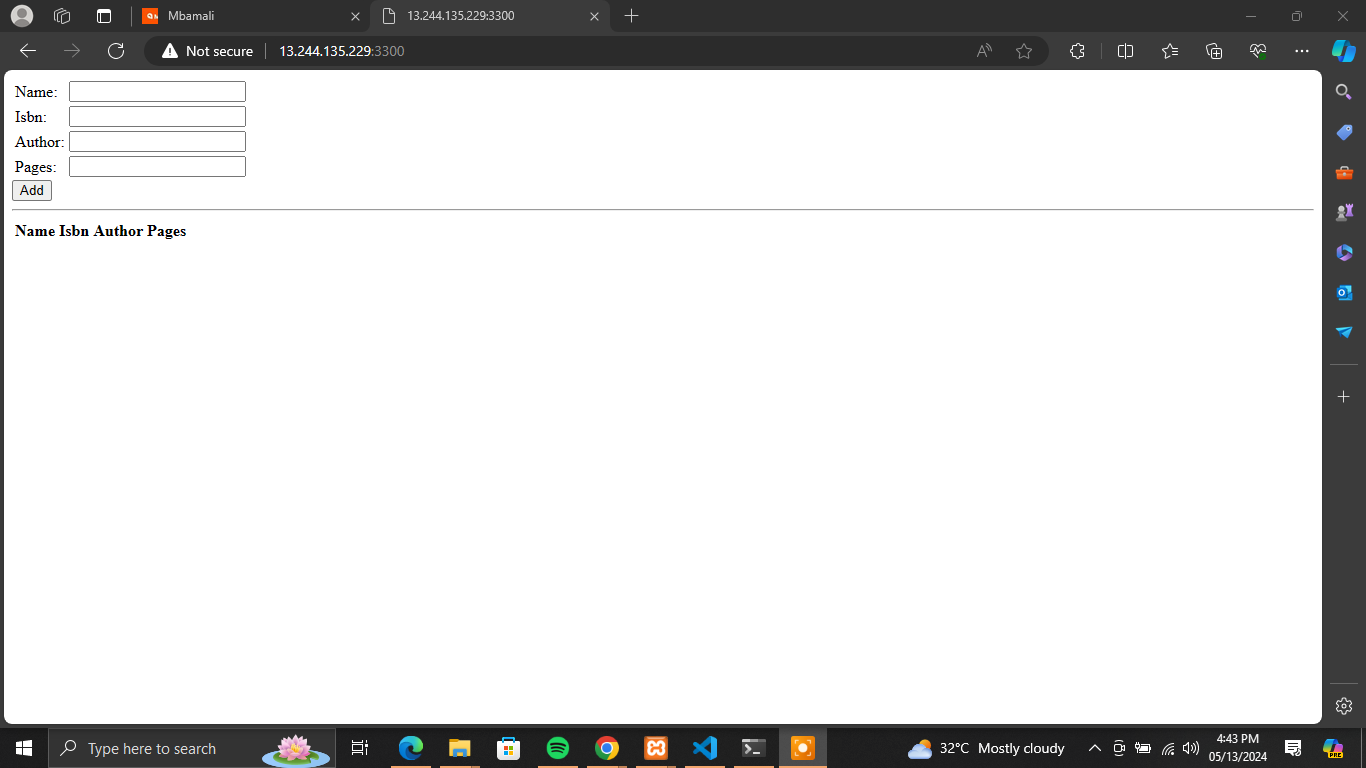 Mbamali
13.244.135.229:3300
Not secure
13.244.135.229:3300
Name:
Isbn:
Author:
Pages:
Add
Name Isbn Author Pages
Type here to search
32°C Mostly cloudy
4:43 PM
05/13/2024
PRE